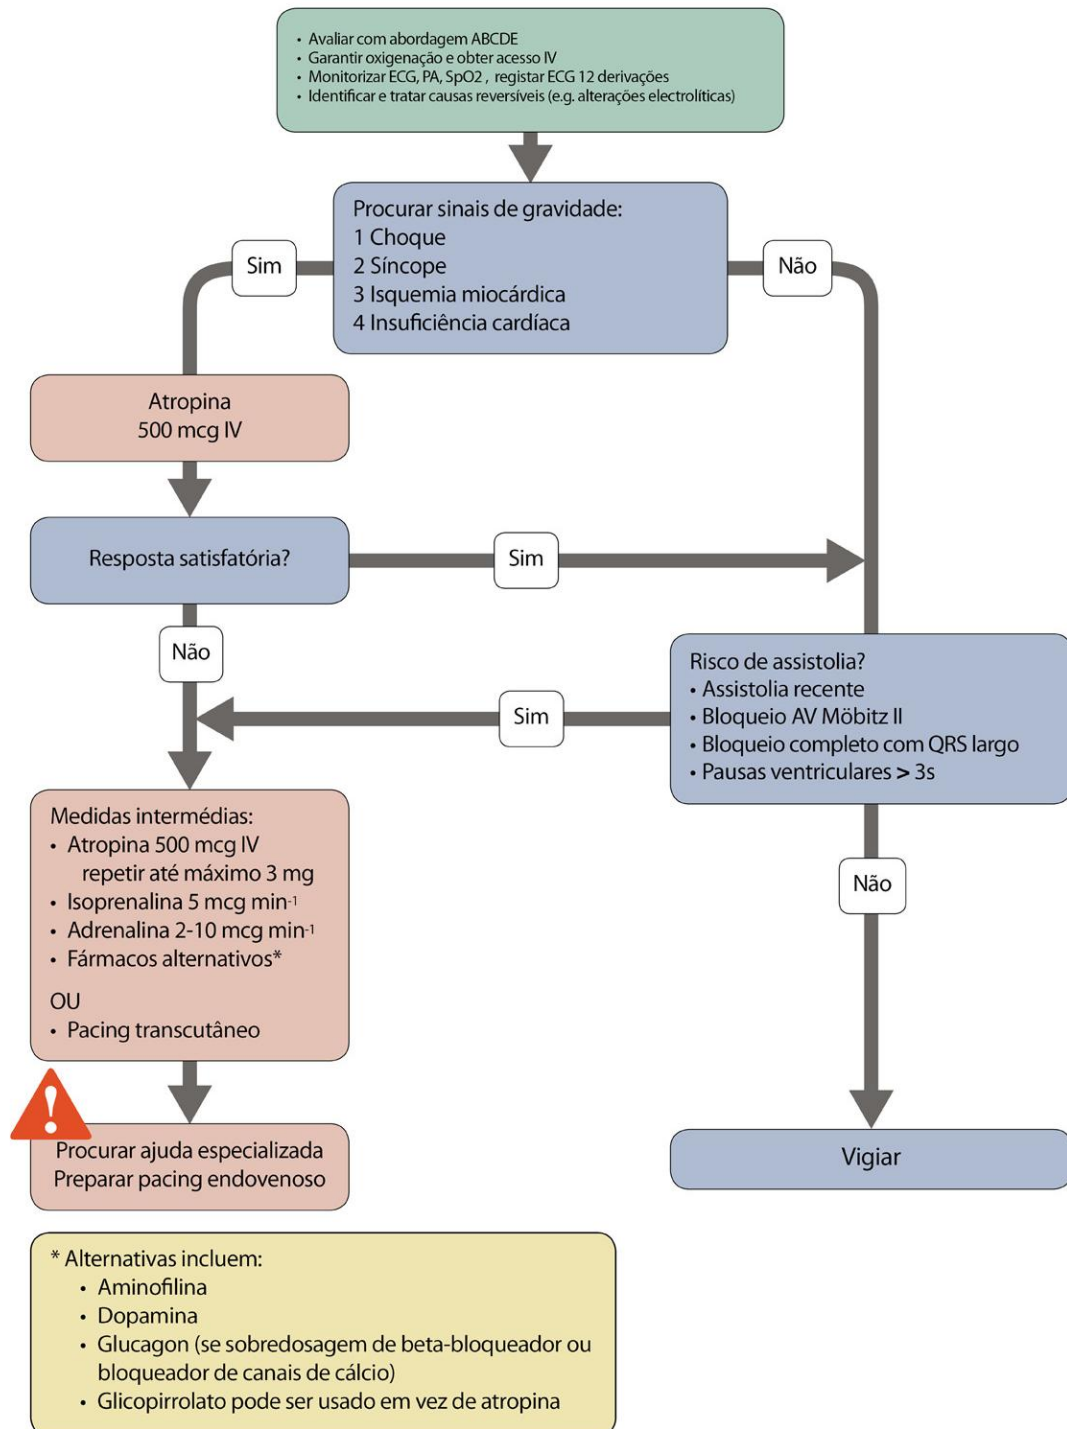 • Avaliar com abordagem ABCDE
• Garantir oxigenação e obter acesso IV
• Monitorizar ECG, PA, SpO2 , registar ECG 12 derivações
• Identificar e tratar causas reversíveis (e.g. alterações electrolíticas)
Procurar sinais de gravidade:
1 Choque
2 Síncope
3 Isquemia miocárdica
4 Insuficiência cardíaca
Sim
Não
Atropina
500 mcg IV
Resposta satisfatória?
Sim
Não
Risco de assistolia?
• Assistolia recente
• Bloqueio AV Möbitz II
• Bloqueio completo com QRS largo
• Pausas ventriculares > 3s
Sim
Não
Medidas intermédias:
• Atropina 500 mcg IV
repetir até máximo 3 mg
• Isoprenalina 5 mcg min-1
• Adrenalina 2-10 mcg min-1
• Fármacos alternativos*
OU
• Pacing transcutâneo
!
Procurar ajuda especializada
Preparar pacing endovenoso
Vigiar
* Alternativas incluem:
• Aminofilina
• Dopamina
• Glucagon (se sobredosagem de beta-bloqueador ou
bloqueador de canais de cálcio)
• Glicopirrolato pode ser usado em vez de atropina